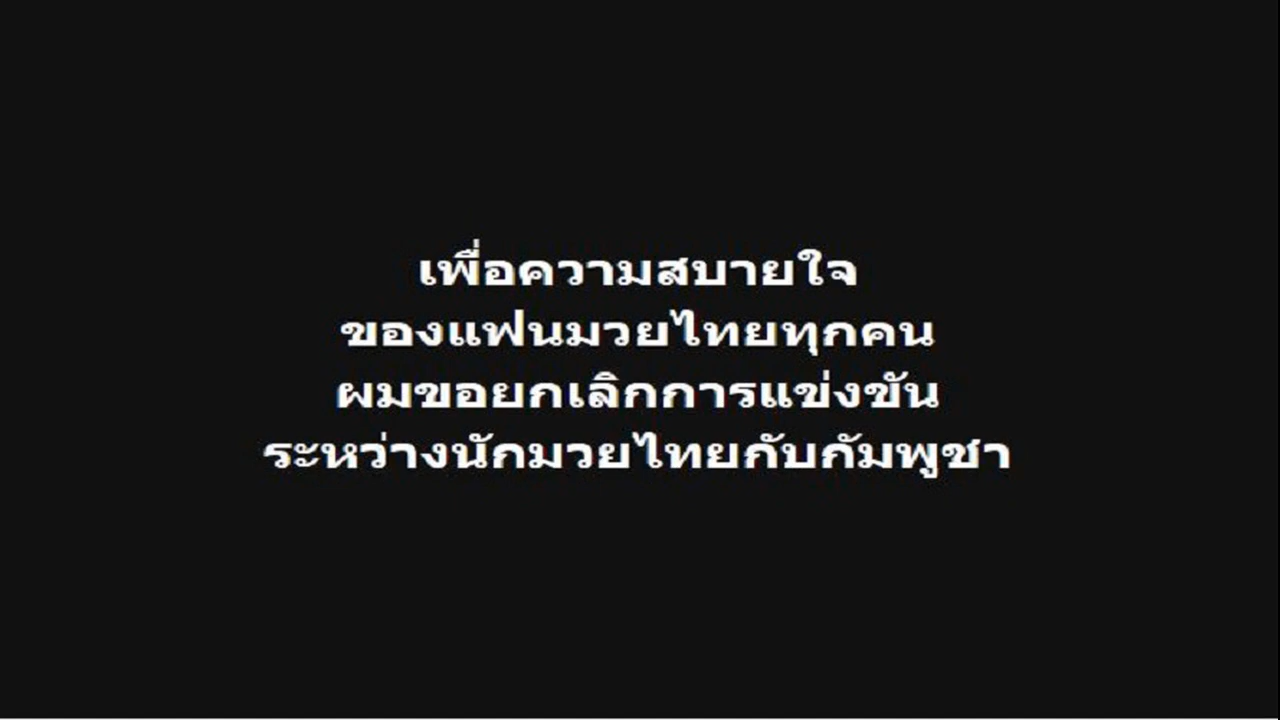 เพื่อความสบายใจ
ของแฟนมวยไทยทุกคน
ผมขอยกเลิกการแข่งขัน
ระหว่างนักมวยไทยกับกัมพูชา